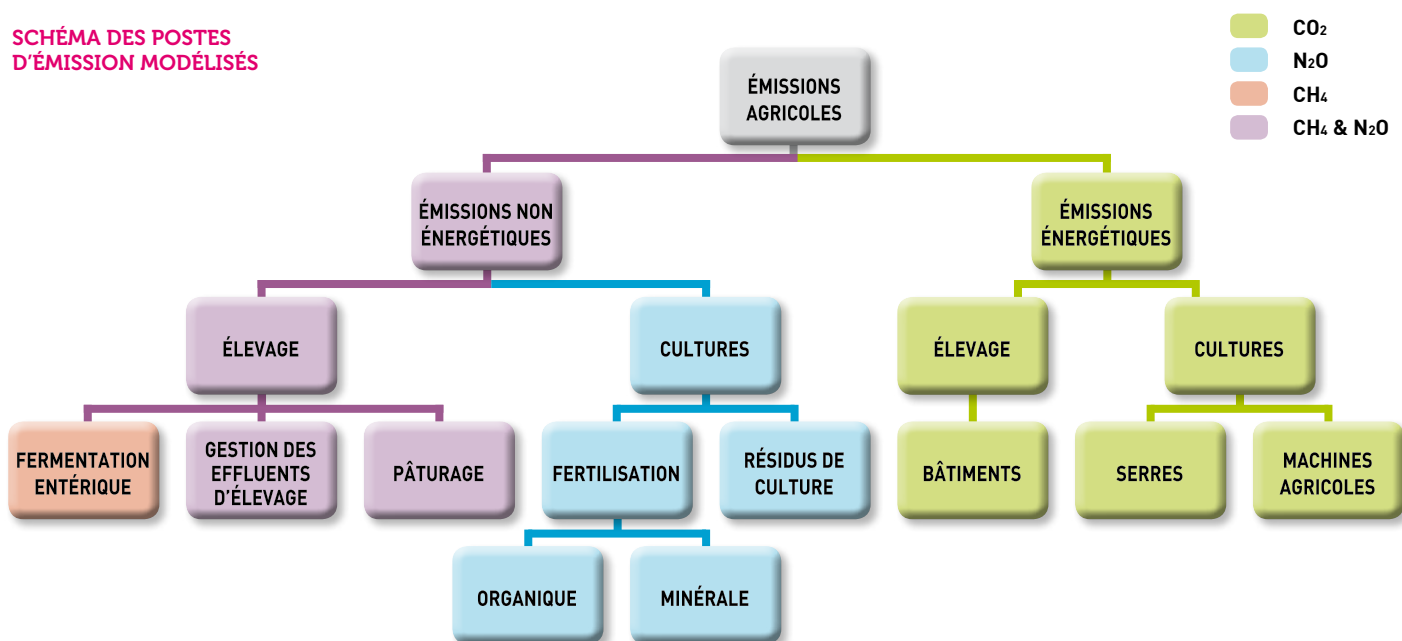 SCHÉMA DES POSTES
D'ÉMISSION MODÉLISÉS
CO₂
N₂O
CH₄
CH₄ & N₂O
ÉMISSIONS
AGRICOLES
ÉMISSIONS NON
ÉNERGÉTIQUES
ÉMISSIONS
ÉNERGÉTIQUES
ÉLEVAGE
CULTURES
ÉLEVAGE
CULTURES
FERMENTATION
ENTÉRIQUE
GESTION DES
EFFLUENTS
D'ÉLEVAGE
PÂTURAGE
FERTILISATION
RÉSIDUS DE
CULTURE
BÂTIMENTS
SERRES
MACHINES
AGRICOLES
ORGANIQUE
MINÉRALE